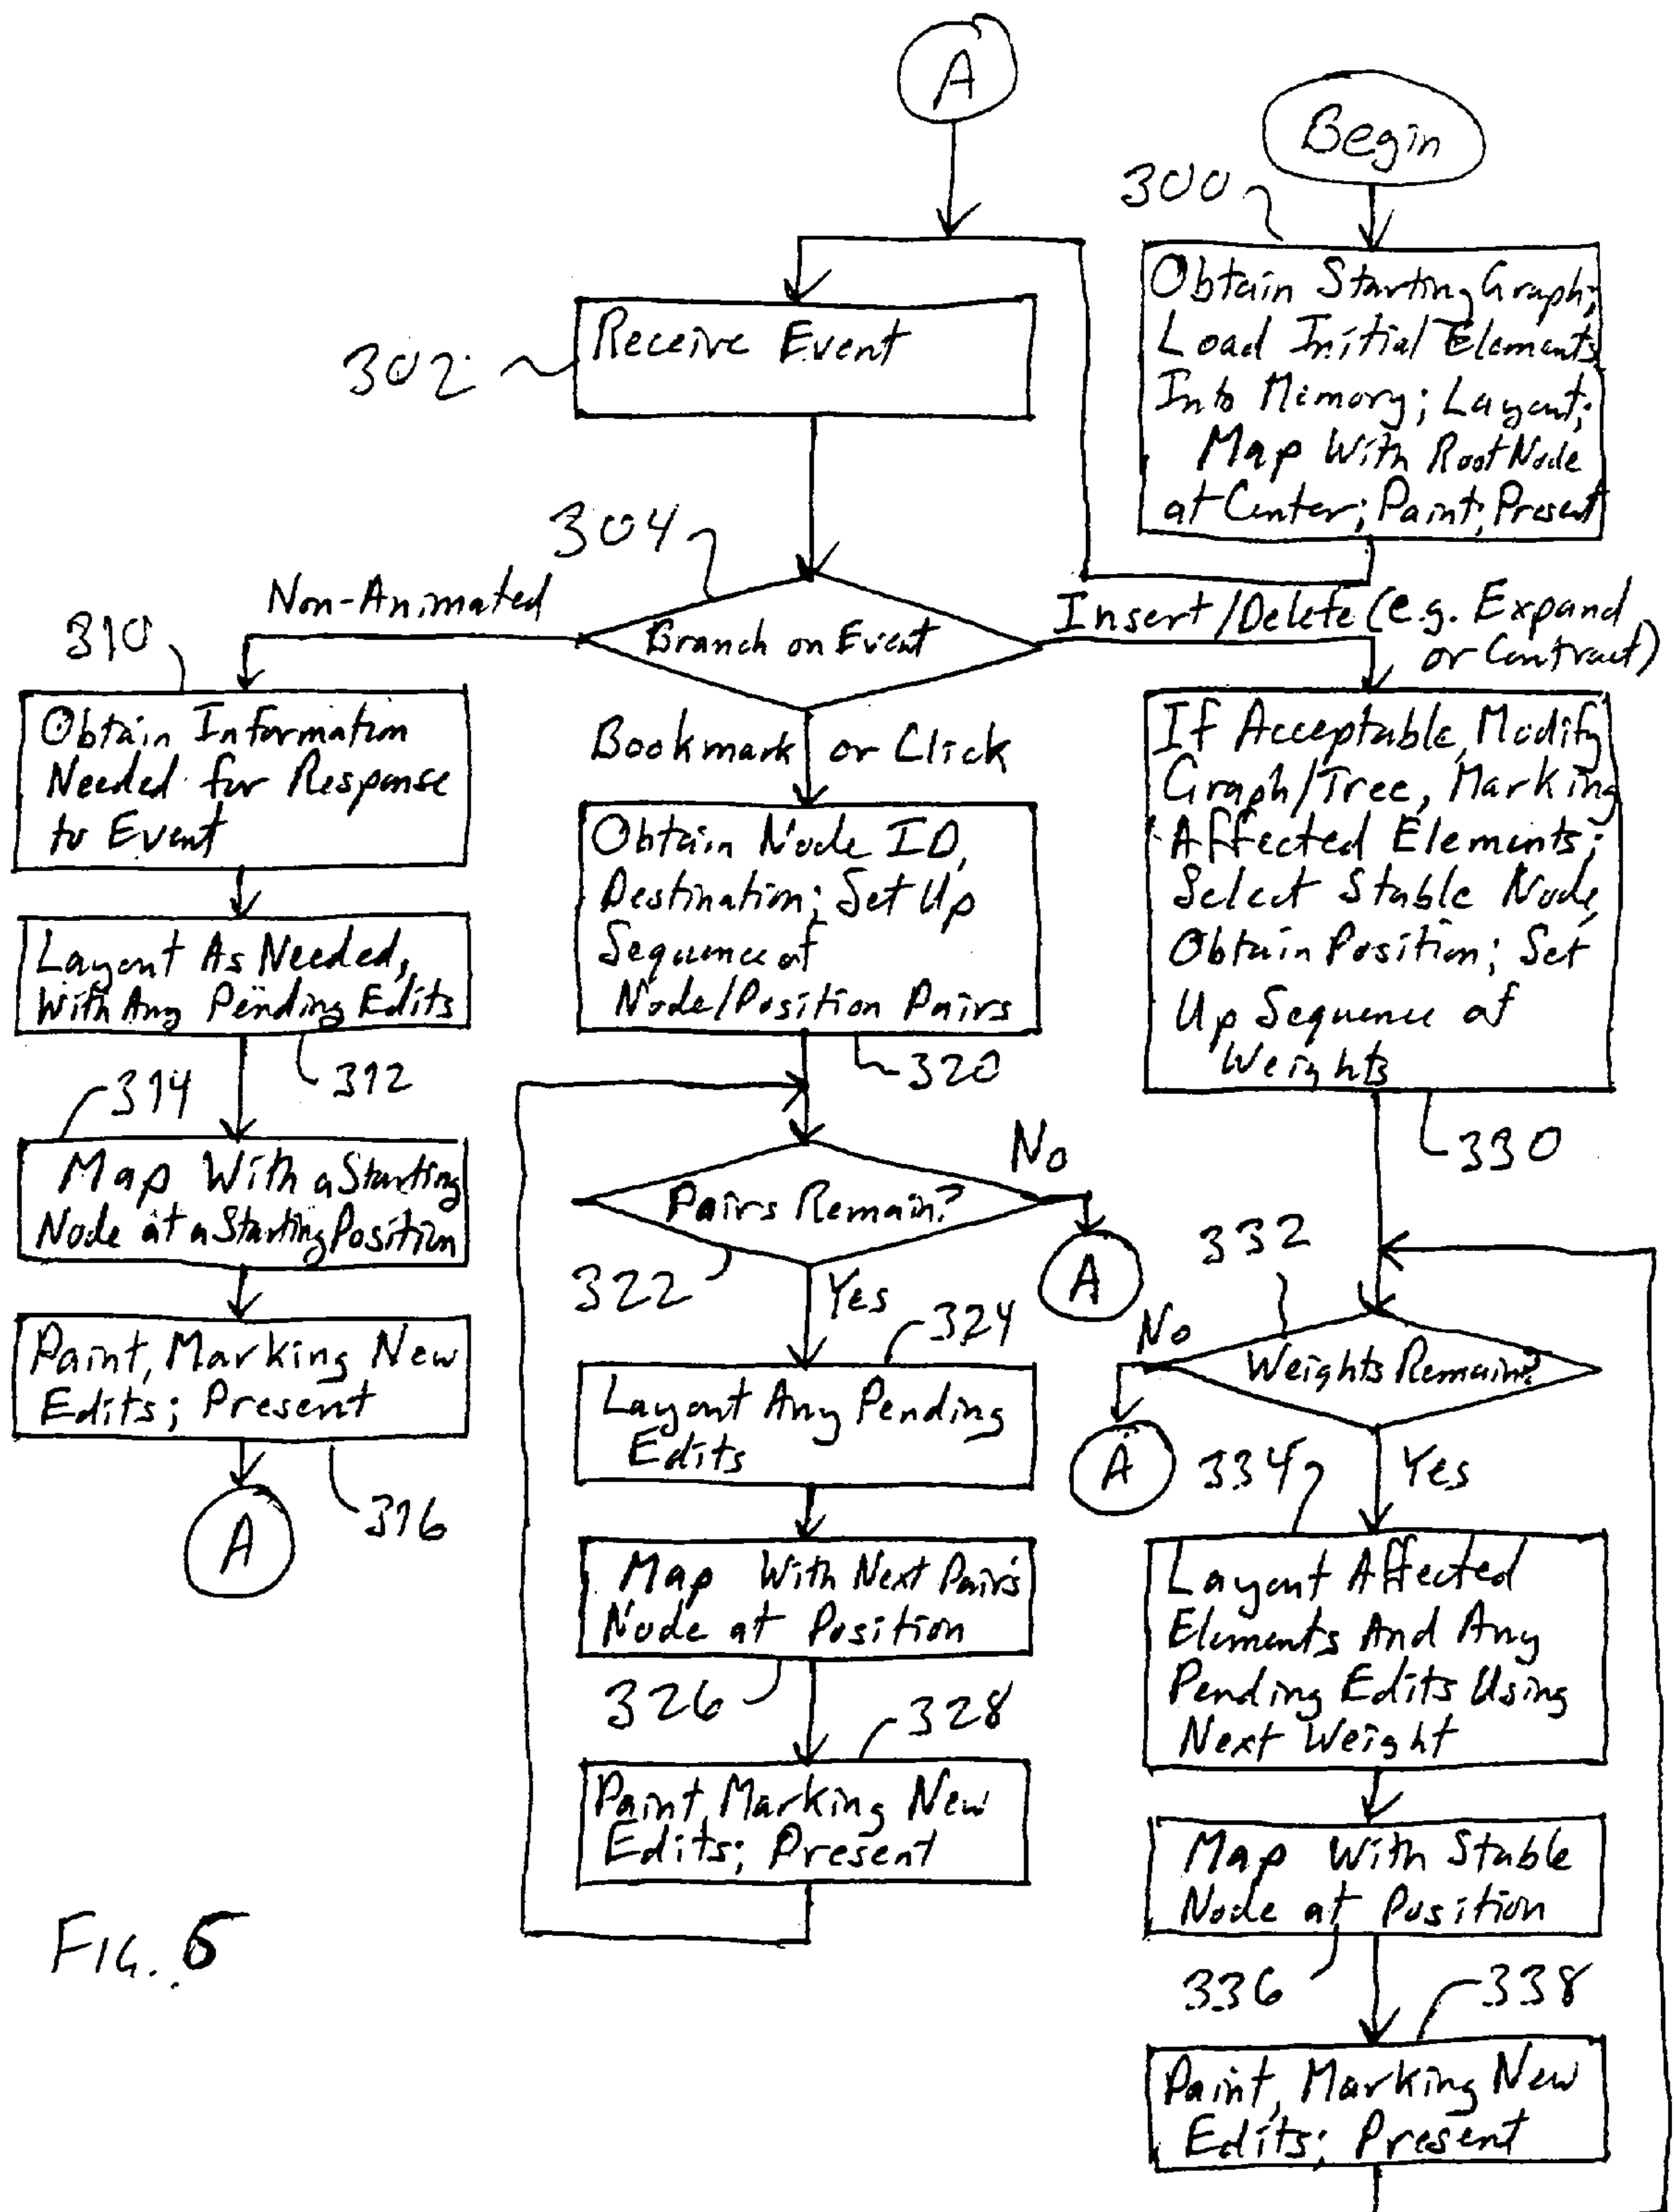 A
Begin
300
Obtain Starting Graph;
Load Initial Elements
Into Memory; Layout;
Map With Root Node
at Center; Paint; Present
302
Receive Event
304
Branch on Event
Non-Animated
310
Obtain Information
Needed for Response
to Event
Layout As Needed,
With Any Pending Edits
312
314
Map With a Starting
Node at a Starting Position
Paint, Marking New
Edits; Present
316
A
Bookmark or Click
Obtain Node ID,
Destination; Set Up
Sequence of
Node/Position Pairs
320
Pairs Remain?
No
A
322
Yes
324
Layout Any Pending
Edits
Map With Next Pair's
Node at Position
326
328
Paint, Marking New
Edits; Present
Insert/Delete (e.g. Expand
or Contract)
If Acceptable, Modify
Graph/Tree, Marking
Affected Elements;
Select Stable Node,
Obtain Position; Set
Up Sequence of
Weights
330
332
Weights Remain?
No
A
334
Yes
Layout Affected
Elements And Any
Pending Edits Using
Next Weight
Map With Stable
Node at Position
336
338
Paint, Marking New
Edits; Present
FIG. 5